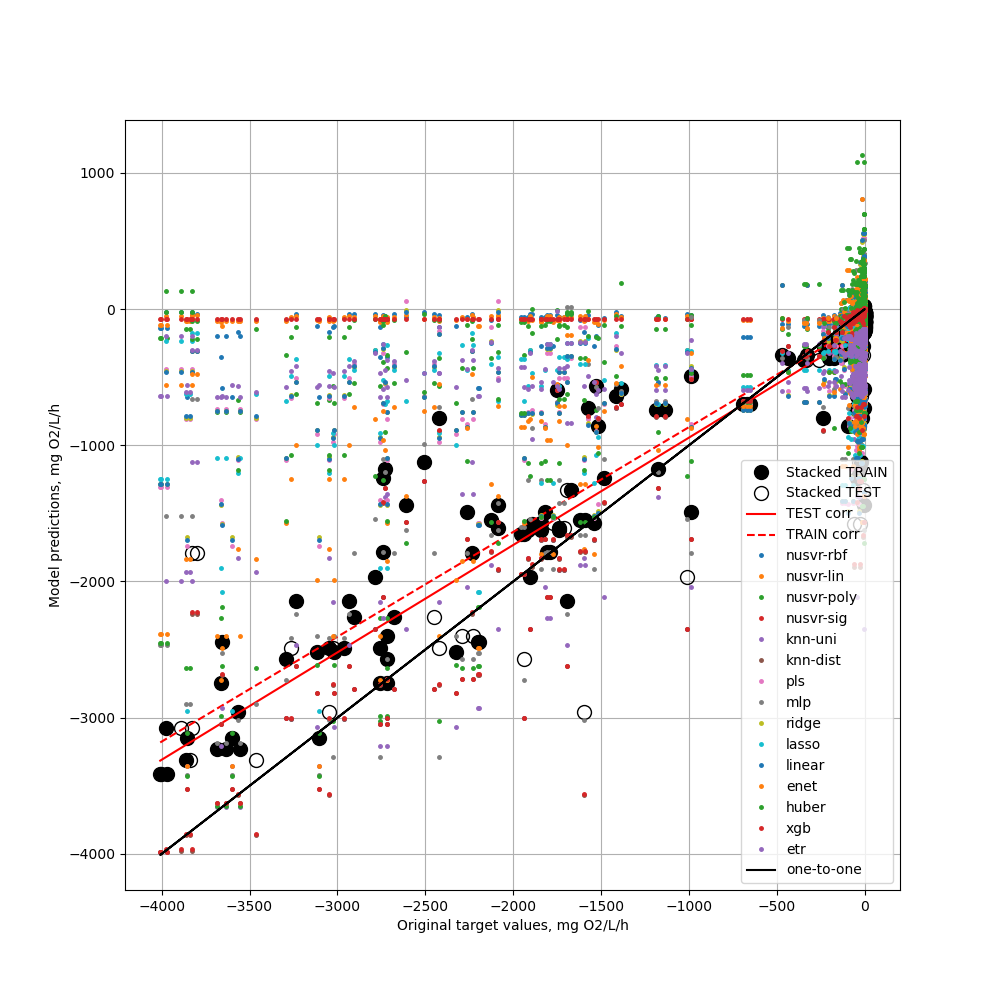 1000
0
−1000
−2000
−3000
−4000
Model predictions, mg O2/L/h
−4000 −3500 −3000 −2500 −2000 −1500 −1000 −500 0
Original target values, mg O2/L/h
Stacked TRAIN
Stacked TEST
TEST corr
TRAIN corr
nusvr-rbf
nusvr-lin
nusvr-poly
nusvr-sig
knn-uni
knn-dist
pls
mlp
ridge
lasso
linear
enet
huber
xgb
etr
one-to-one